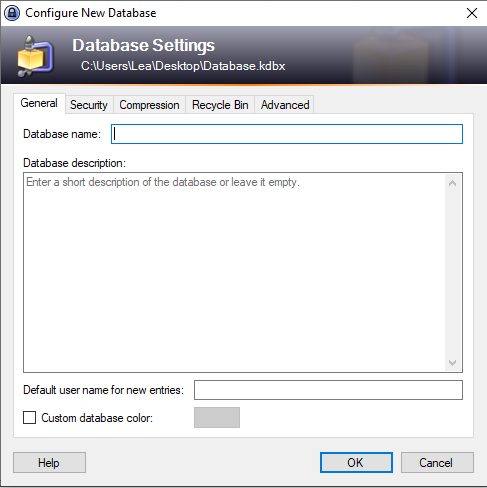 Configure New Database
Database Settings
C:\Users\Lea\Desktop\Database.kdbx
General Security Compression Recycle Bin Advanced
Database name:
Database description:
Enter a short description of the database or leave it empty.
Default user name for new entries:
Custom database color:
Help OK Cancel